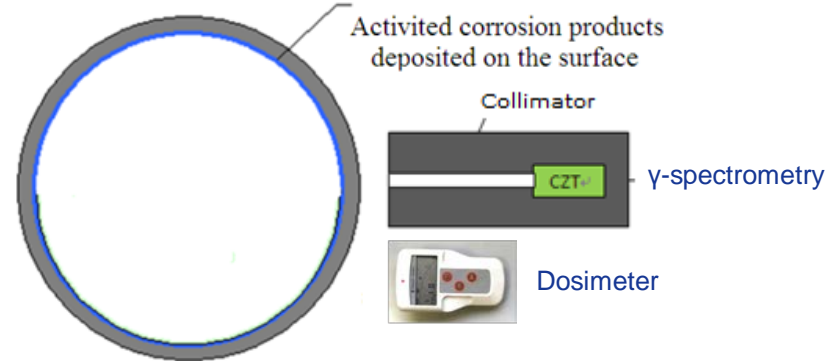 Activited corrosion products
deposited on the surface
Collimator
CZT↵
γ-spectrometry
Dosimeter